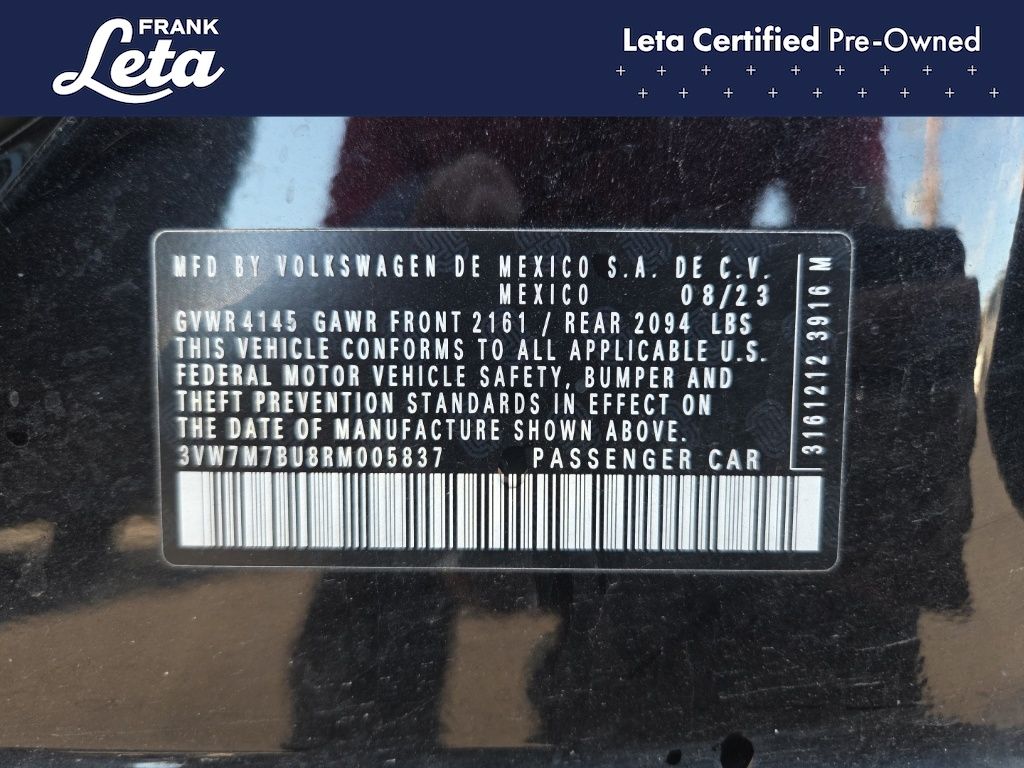 FRANK
Leta
Leta Certified Pre-Owned
MFD BY VOLKSWAGEN DE MEXICO S.A. DE C.V.
MEXICO 08/23
GVWR 4145 GAWR FRONT 2161 / REAR 2094 LBS
THIS VEHICLE CONFORMS TO ALL APPLICABLE U.S.
FEDERAL MOTOR VEHICLE SAFETY, BUMPER AND
THEFT PREVENTION STANDARDS IN EFFECT ON
THE DATE OF MANUFACTURE SHOWN ABOVE.
3VW7M7BU8RM005837 PASSENGER CAR
3161212 3916 M